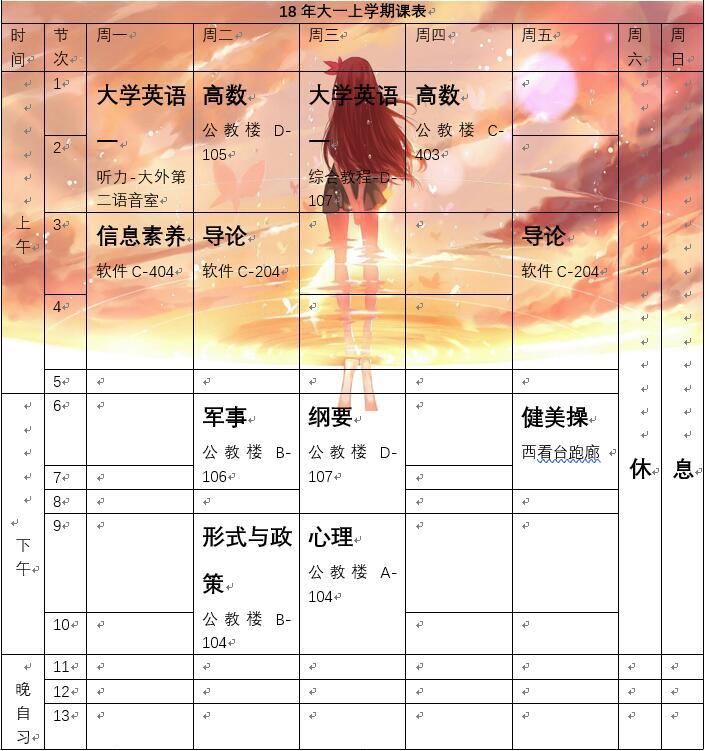 18 年大一上学期课表
时间 节次 周一 周二 周三 周四 周五 周六 周日
上午
1
大学英语一
听力-大外第二语音室
高数
公教楼 D-105
大学英语一
综合教程-D-107
高数
公教楼 C-403
2
3
信息素养
软件 C-404
导论
软件 C-204
导论
软件 C-204
4
5
下午
6
军事
公教楼 B-106
纲要
公教楼 D-107
健美操
西看台跑廊
休 息
7
8
9
形式与政策
公教楼 B-104
心理
公教楼 A-104
10
晚自习
11
12
13